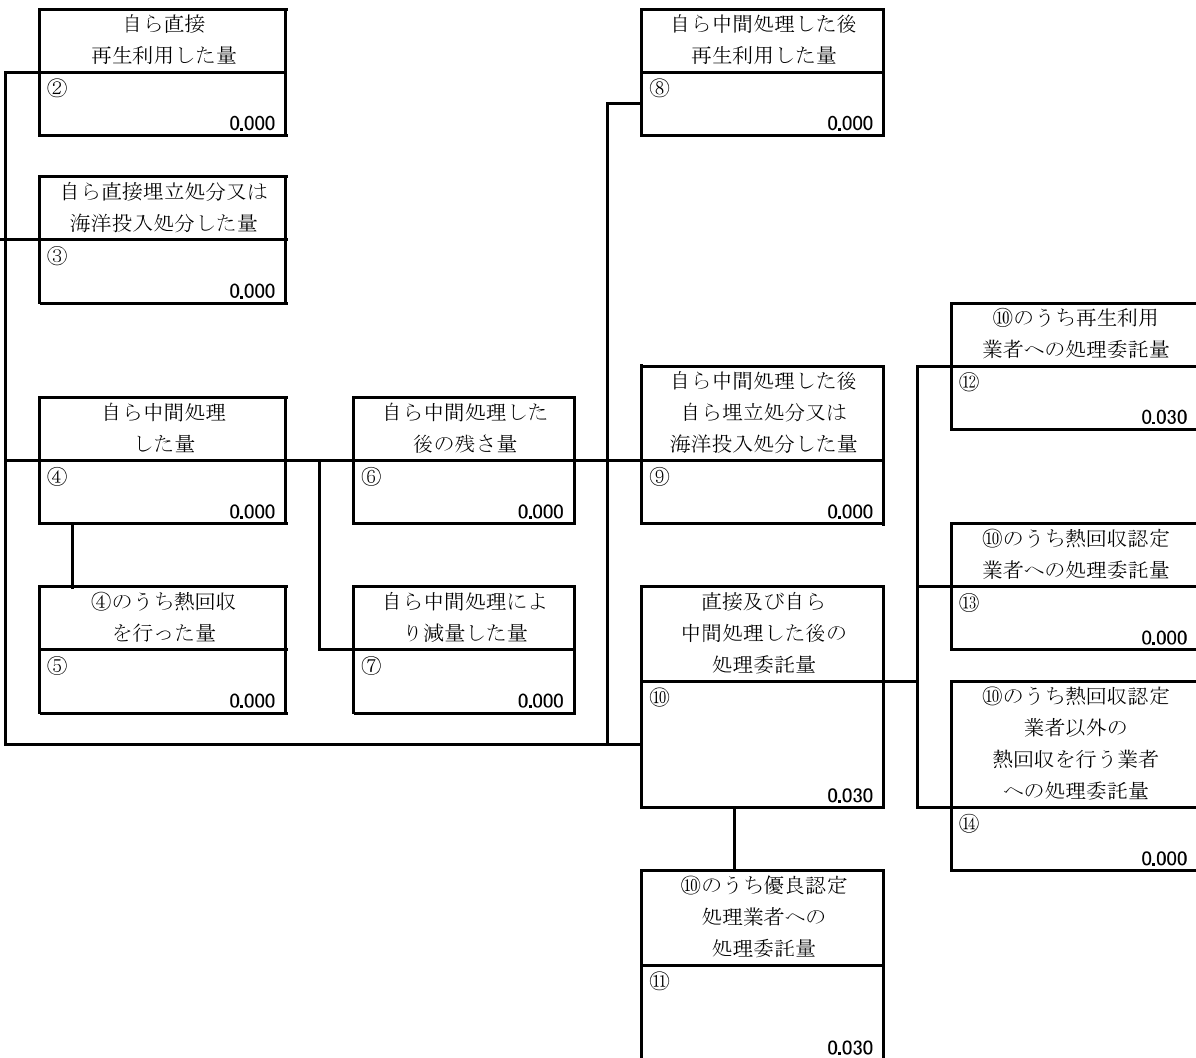 自ら直接
再生利用した量
②
0.000
自ら中間処理した後
再生利用した量
⑧
0.000
自ら直接埋立処分又は
海洋投入処分した量
③
0.000
⑩のうち再生利用
業者への処理委託量
⑫
0.030
自ら中間処理
した量
④
0.000
自ら中間処理した
後の残さ量
⑥
0.000
自ら中間処理した後
自ら埋立処分又は
海洋投入処分した量
⑨
0.000
⑩のうち熱回収認定
業者への処理委託量
⑬
0.000
④のうち熱回収
を行った量
⑤
0.000
自ら中間処理によ
り減量した量
⑦
0.000
直接及び自ら
中間処理した後の
処理委託量
⑩
0.030
⑩のうち熱回収認定
業者以外の
熱回収を行う業者
への処理委託量
⑭
0.000
⑩のうち優良認定
処理業者への
処理委託量
⑪
0.030